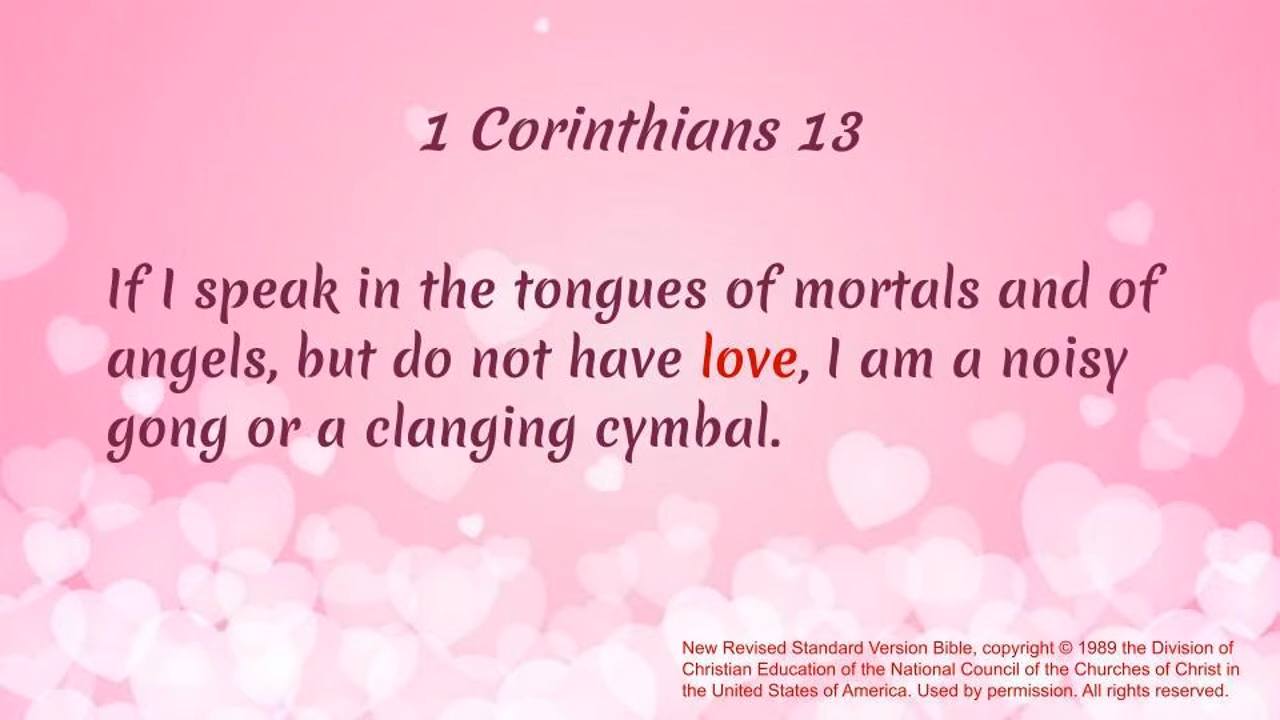 1 Corinthians 13
If I speak in the tongues of mortals and of
angels, but do not have love, I am a noisy
gong or a clanging cymbal.
New Revised Standard Version Bible, copyright © 1989 the Division of
Christian Education of the National Council of the Churches of Christ in
the United States of America. Used by permission. All rights reserved.